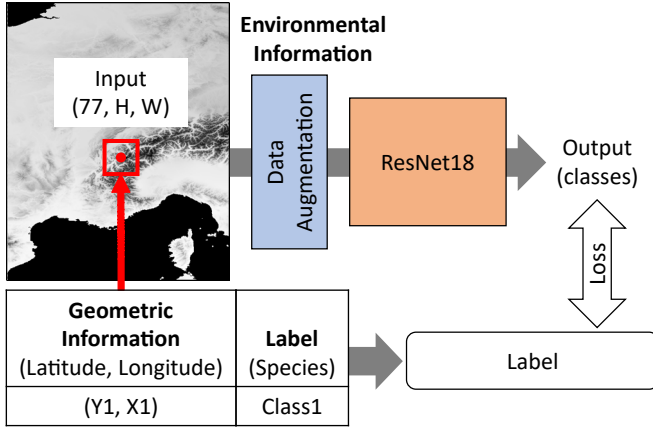 Environmental
Information
Input
(77, H, W)
Data
Augmentation
ResNet18
Output
(classes)
Loss
Geometric
Information
(Latitude, Longitude)
Label
(Species)
Label
(Y1, X1)
Class1